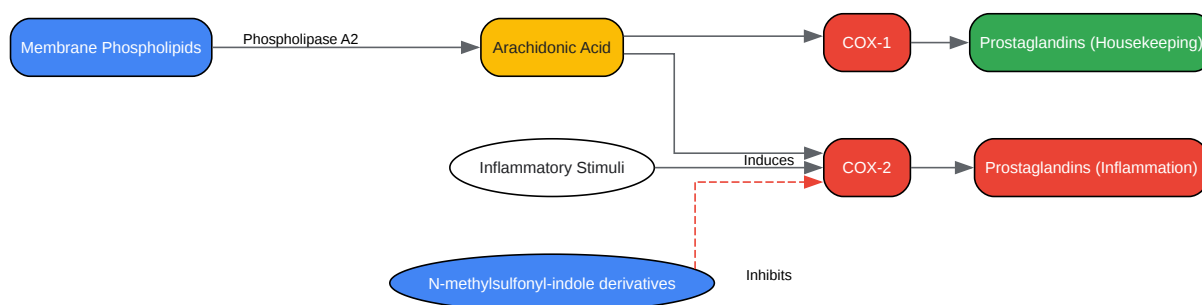 Membrane Phospholipids
Phospholipase A2
Arachidonic Acid
COX-1
Prostaglandins (Housekeeping)
Inflammatory Stimuli
Induces
COX-2
Prostaglandins (Inflammation)
N-methylsulfonyl-indole derivatives
Inhibits